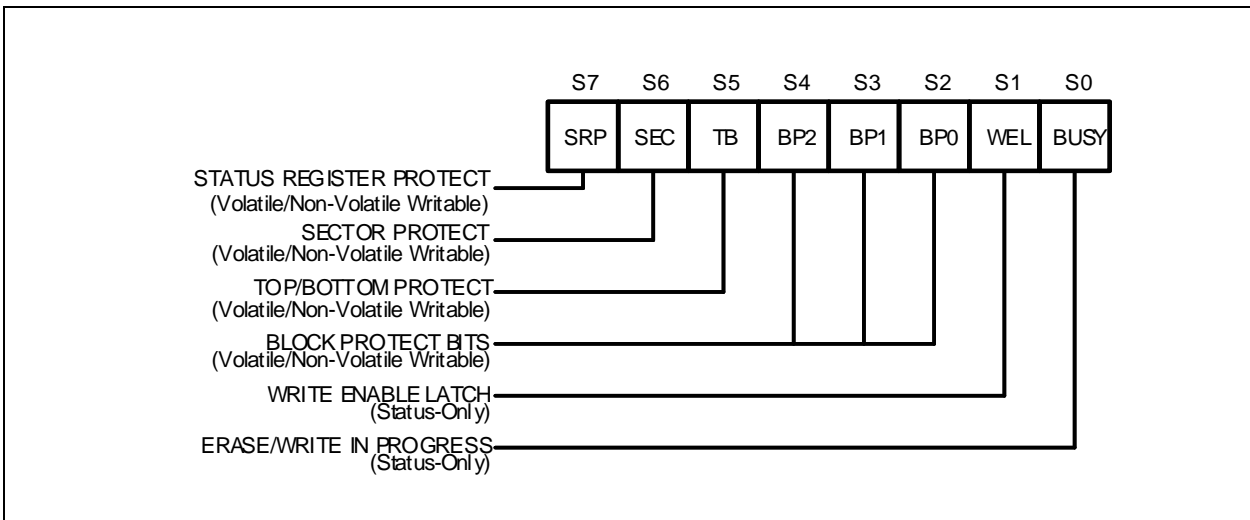 S7 S6 S5 S4 S3 S2 S1 S0
SRP SEC TB BP2 BP1 BP0 WEL BUSY
STATUS REGISTER PROTECT
(Volatile/Non-Volatile Writable)
SECTOR PROTECT
(Volatile/Non-Volatile Writable)
TOP/BOTTOM PROTECT
(Volatile/Non-Volatile Writable)
BLOCK PROTECT BITS
(Volatile/Non-Volatile Writable)
WRITE ENABLE LATCH
(Status-Only)
ERASE/WRITE IN PROGRESS
(Status-Only)